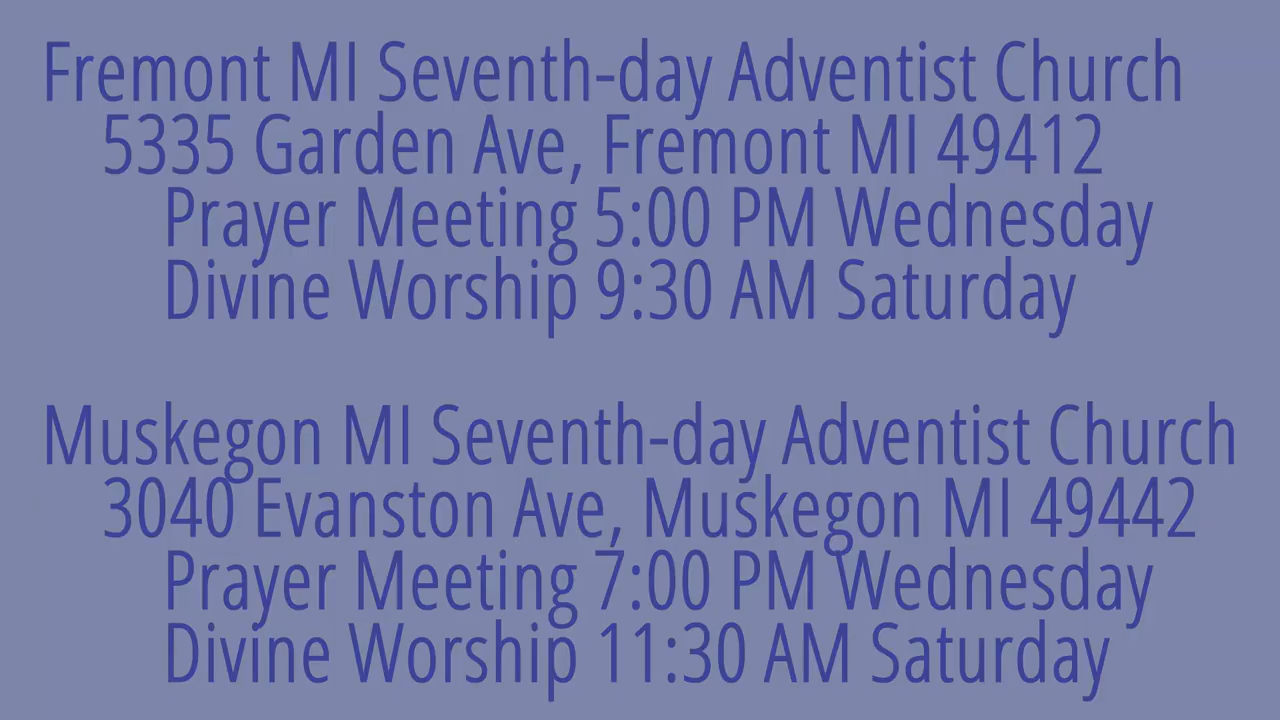 Fremont MI Seventh-day Adventist Church
5335 Garden Ave, Fremont MI 49412
Prayer Meeting 5:00 PM Wednesday
Divine Worship 9:30 AM Saturday
Muskegon MI Seventh-day Adventist Church
3040 Evanston Ave, Muskegon MI 49442
Prayer Meeting 7:00 PM Wednesday
Divine Worship 11:30 AM Saturday